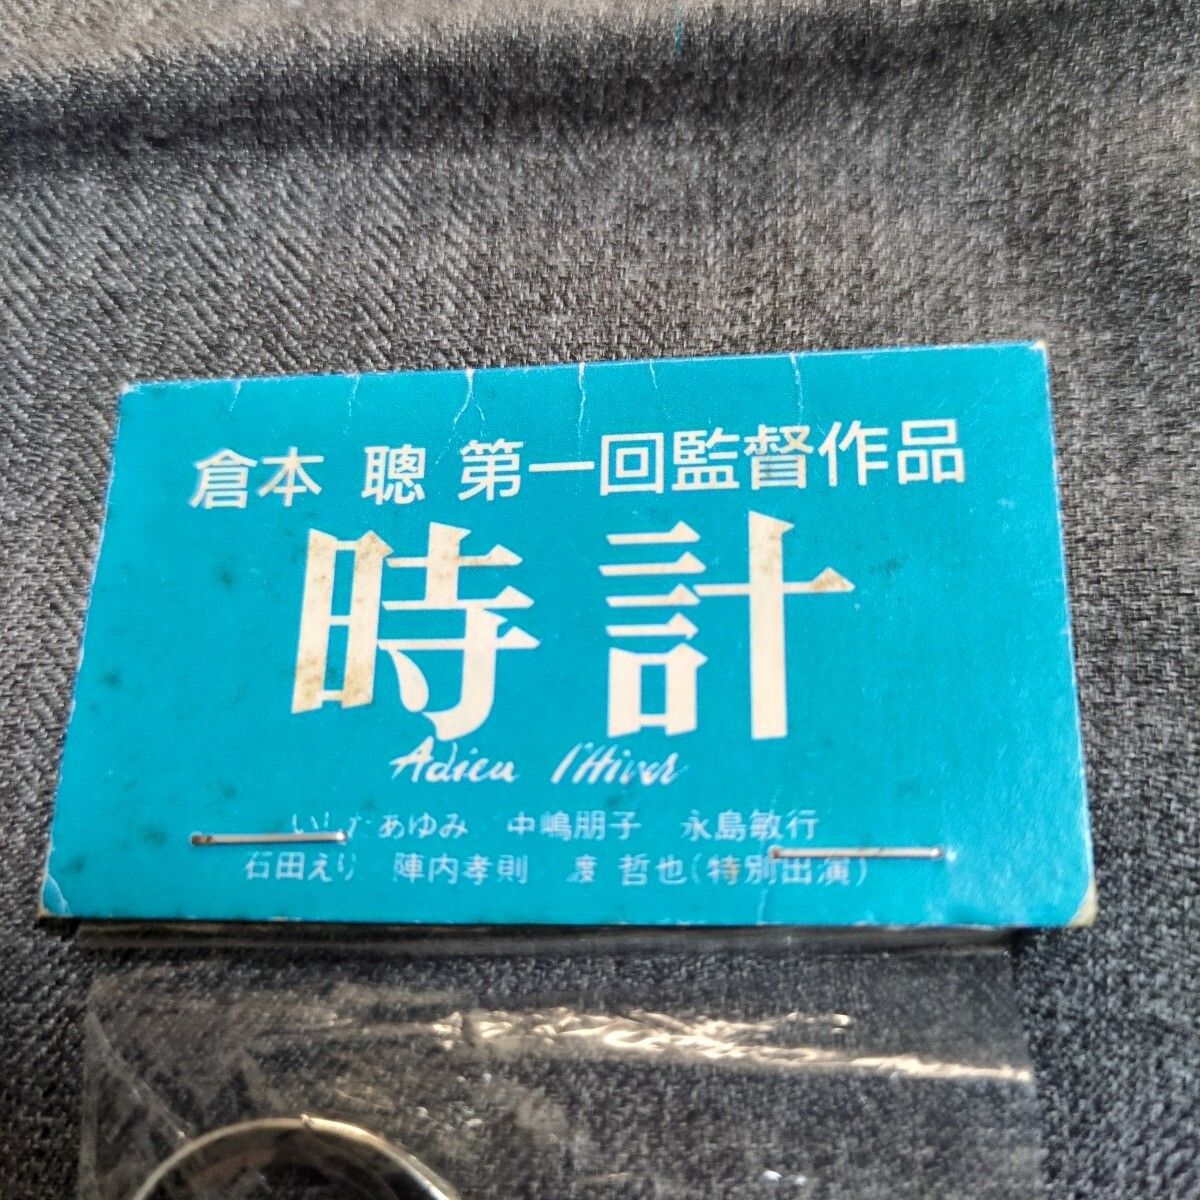 倉本 聰 第一回監督作品
時計
Adieu l'Hiver
いしだあゆみ 中嶋朋子 永島敏行
石田えり 陣内孝則 渡 哲也(特別出演)